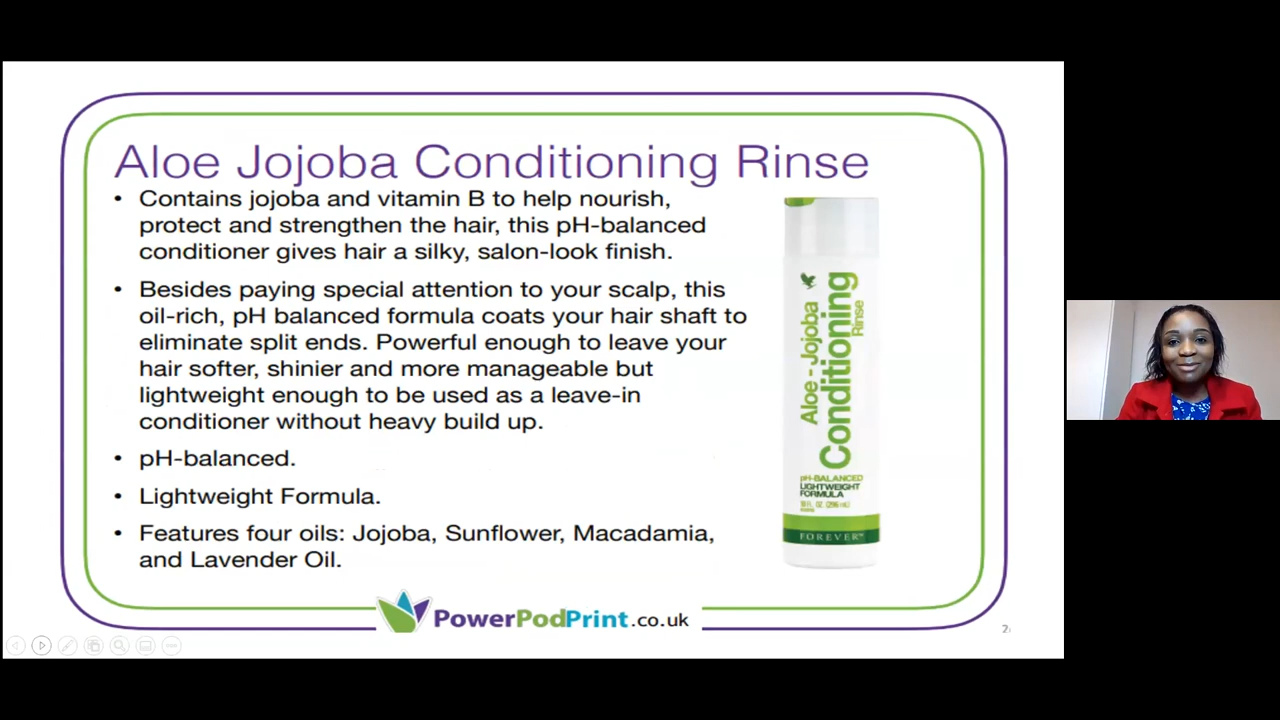 Aloe Jojoba Conditioning Rinse
• Contains jojoba and vitamin B to help nourish,
protect and strengthen the hair, this pH-balanced
conditioner gives hair a silky, salon-look finish.
• Besides paying special attention to your scalp, this
oil-rich, pH balanced formula coats your hair shaft to
eliminate split ends. Powerful enough to leave your
hair softer, shinier and more manageable but
lightweight enough to be used as a leave-in
conditioner without heavy build up.
• pH-balanced.
• Lightweight Formula.
• Features four oils: Jojoba, Sunflower, Macadamia,
and Lavender Oil.
Aloe - Jojoba
Conditioning
Rinse
pH-BALANCED
LIGHTWEIGHT
FORMULA
FOREVER™
PowerPodPrint.co.uk